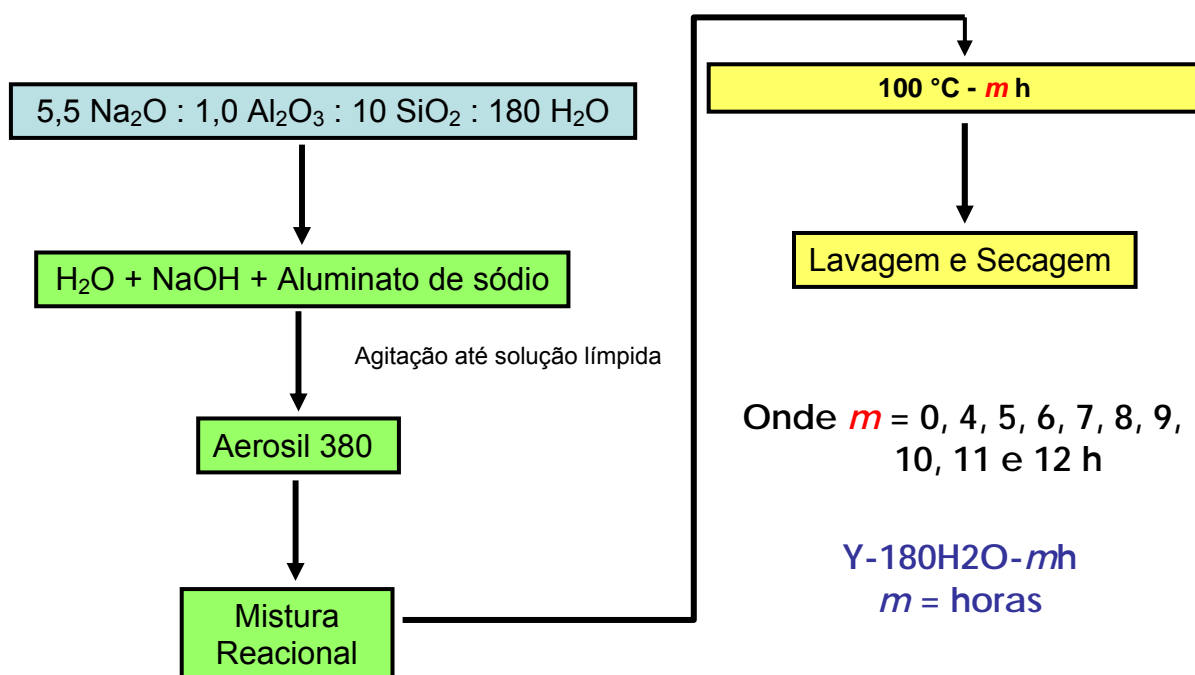 5,5 Na₂O : 1,0 Al₂O₃ : 10 SiO₂ : 180 H₂O
H₂O + NaOH + Aluminato de sódio
Agitação até solução límpida
Aerosil 380
Mistura
Reacional
100 °C - m h
Lavagem e Secagem
Onde m = 0, 4, 5, 6, 7, 8, 9,
10, 11 e 12 h
Y-180H2O-mh
m = horas